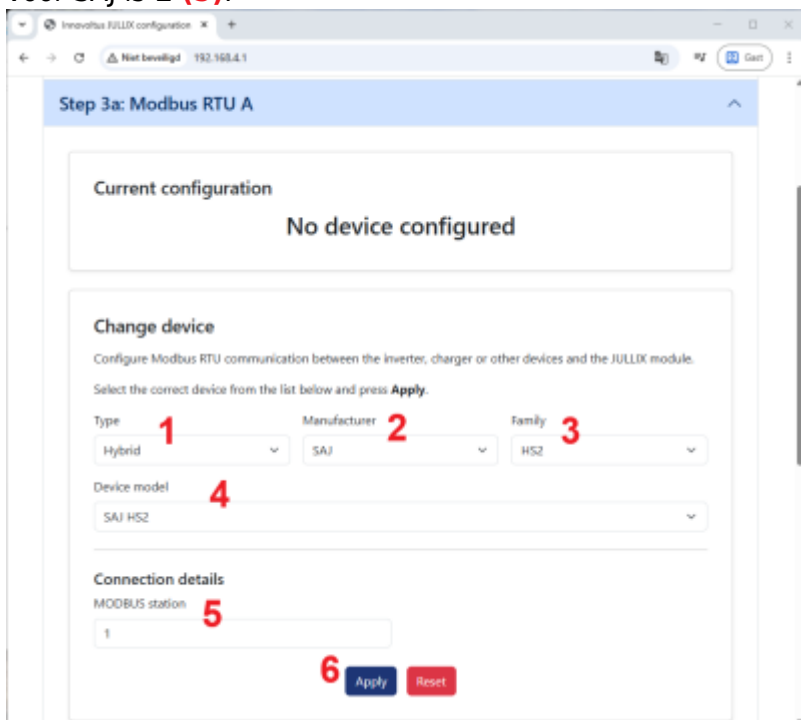 Innovoltus JULLIX configuration
Niet beveiligd 192.168.4.1 Gast
Step 3a: Modbus RTU A
Current configuration
No device configured
Change device
Configure Modbus RTU communication between the inverter, charger or other devices and the JULLIX module.
Select the correct device from the list below and press Apply.
Type 1 Manufacturer 2 Family 3
Hybrid SAJ HS2
Device model 4
SAJ HS2
Connection details
MODBUS station 5
1
6 Apply Reset